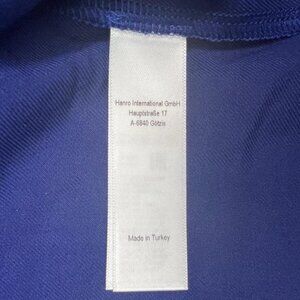 Hanro International GmbH
Hauptstraße 17
A-6840 Götzis
Made in Turkey